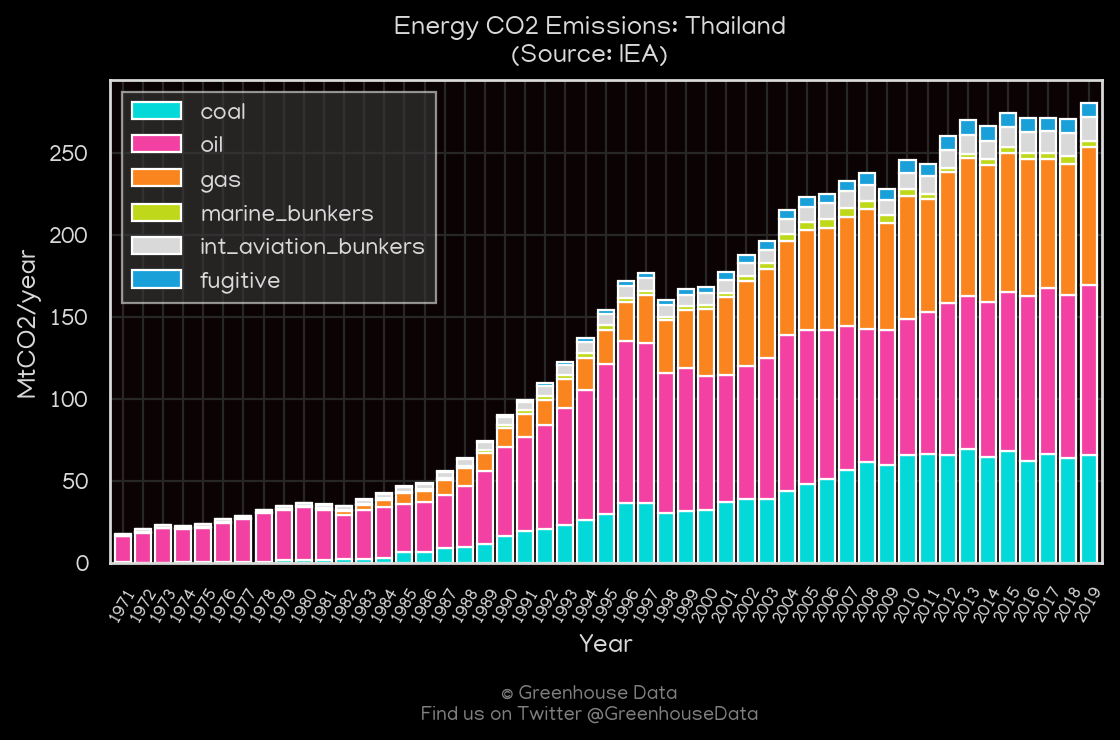 Energy CO2 Emissions: Thailand
(Source: IEA)
coal
oil
gas
marine_bunkers
int_aviation_bunkers
fugitive
MtCO2/year
250
200
150
100
50
0
1971 1972 1973 1974 1975 1976 1977 1978 1979 1980 1981 1982 1983 1984 1985 1986 1987 1988 1989 1990 1991 1992 1993 1994 1995 1996 1997 1998 1999 2000 2001 2002 2003 2004 2005 2006 2007 2008 2009 2010 2011 2012 2013 2014 2015 2016 2017 2018 2019
Year
© Greenhouse Data
Find us on Twitter @GreenhouseData